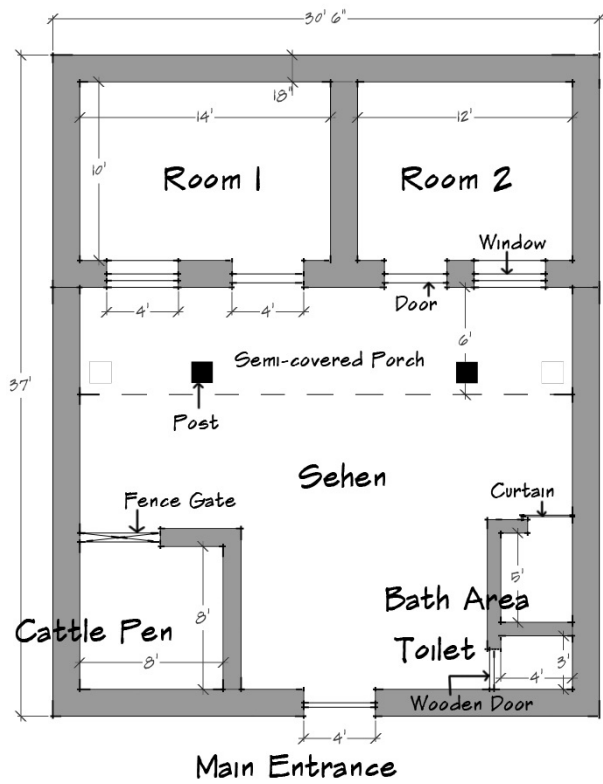 30' 6"
18"
14'
12'
10'
Room 1
Room 2
Window
4'
4'
Door
6'
Semi-covered Porch
37'
Post
Sehen
Fence Gate
Curtain
5'
Bath Area
8'
Cattle Pen
Toilet
8'
3'
4'
Wooden Door
4'
Main Entrance